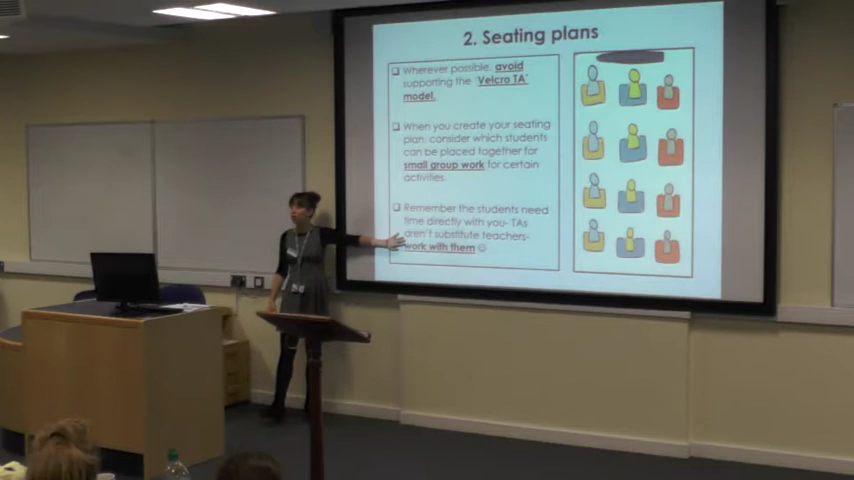 2. Seating plans
Wherever possible, avoid
supporting the 'Velcro TA'
model.
When you create your seating
plan, consider which students
can be placed together for
small group work for certain
activities.
Remember the students need
time directly with you- TAs
aren't substitute teachers-
work with them ☺